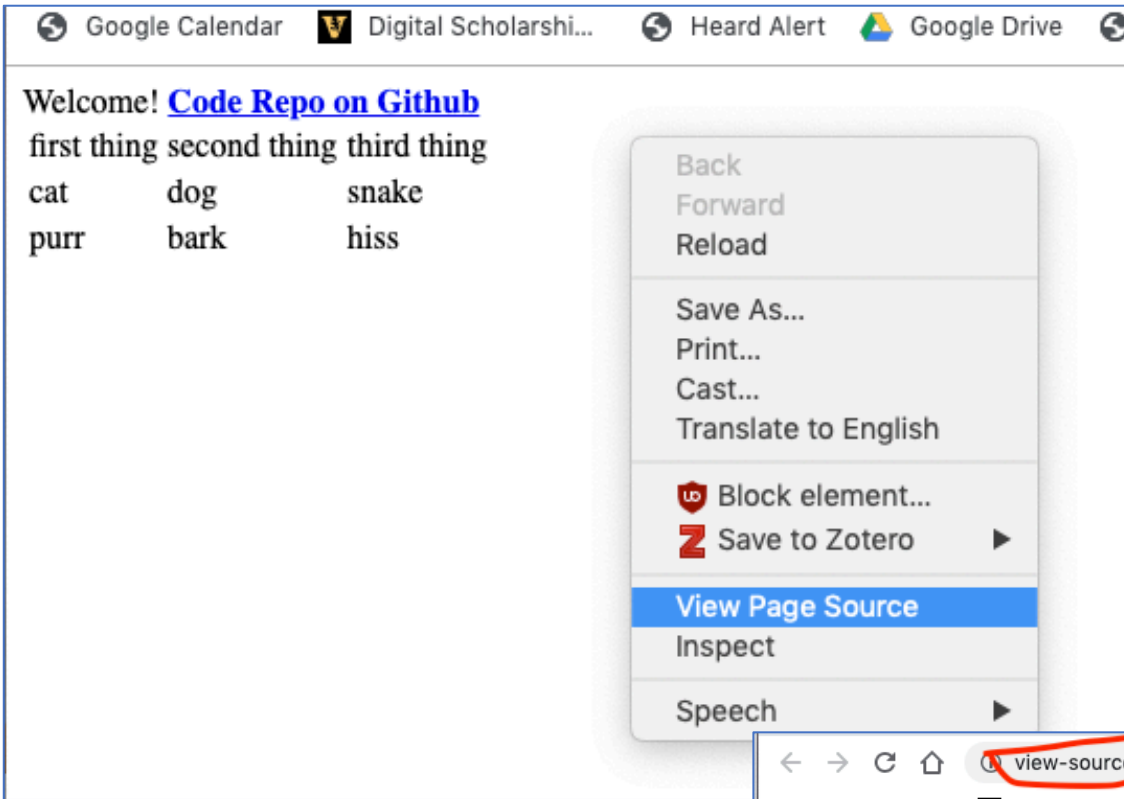 Google Calendar Digital Scholarshi... Heard Alert Google Drive
Welcome! Code Repo on Github
first thing second thing third thing
cat dog snake
purr bark hiss
Back
Forward
Reload
Save As...
Print...
Cast...
Translate to English
Block element...
Save to Zotero
View Page Source
Inspect
Speech
view-source